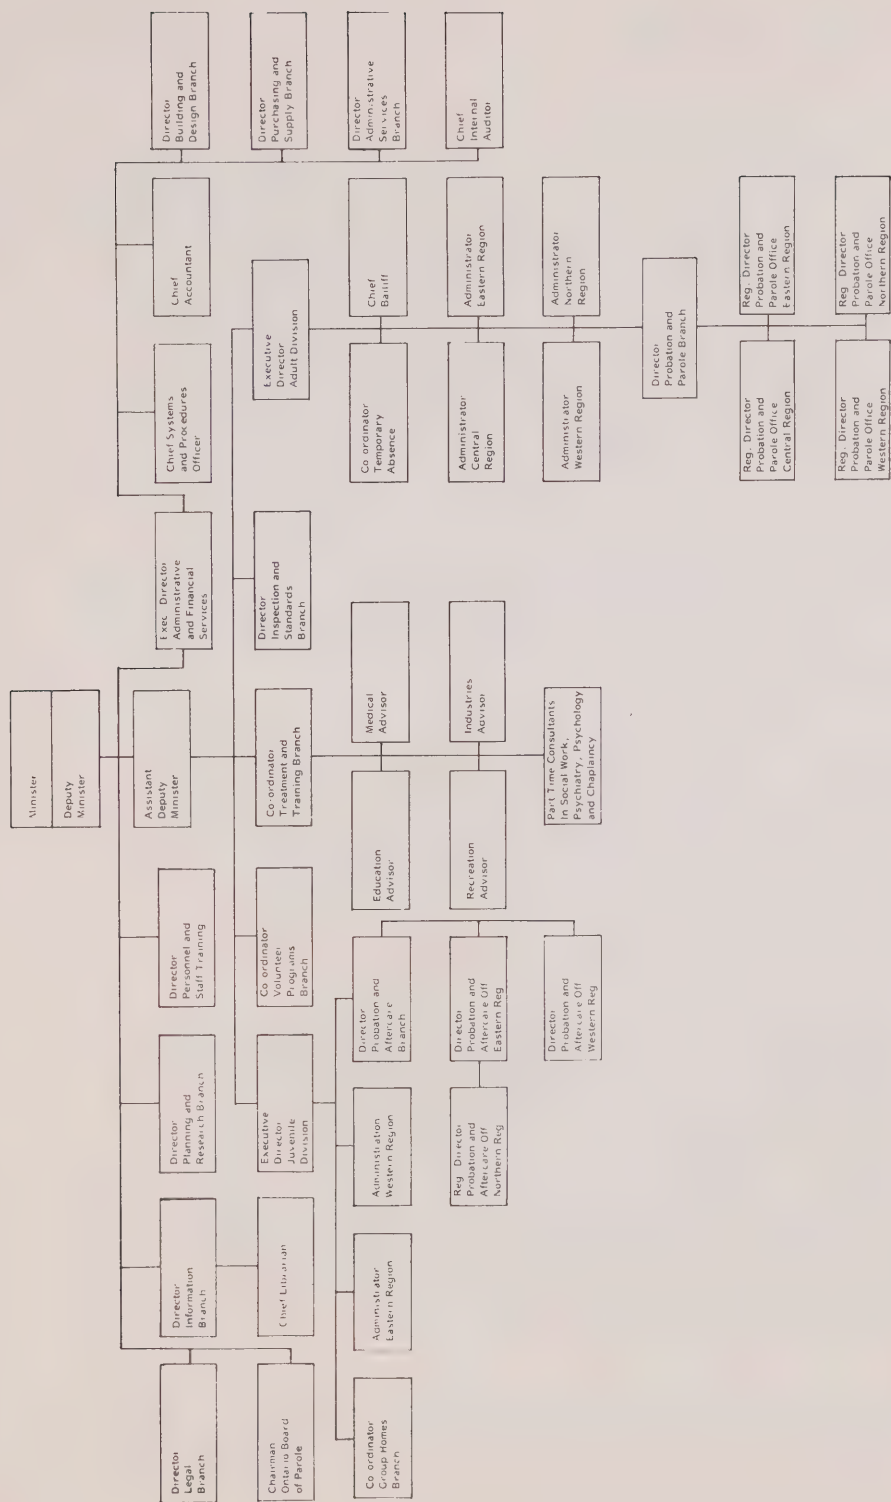 Minister
Deputy
Minister
Director
Legal
Branch
Director
Information
Branch
Director
Planning and
Research Branch
Director
Personnel and
Staff Training
Assistant
Deputy
Minister
Exec Director
Administrative
and Financial
Services
Chief Systems
and Procedures
Officer
Chief
Accountant
Director
Building and
Design Branch
Director
Purchasing and
Supply Branch
Director
Administrative
Services
Branch
Chief
Internal
Auditor
Chairman
Ontario Board
of Parole
Chief Librarian
Executive
Director
Juvenile
Division
Co ordinator
Volunteer
Programs
Branch
Co-ordinator
Treatment and
Training Branch
Director
Inspection and
Standards
Branch
Executive
Director
Adult Division
Co ordinator
Group Homes
Branch
Administrator
Eastern Region
Administration
Western Region
Director
Probation and
Aftercare
Branch
Reg Director
Probation and
Aftercare Off
Northern Reg
Director
Probation and
Aftercare Off
Eastern Reg
Director
Probation and
Aftercare Off
Western Reg
Education
Advisor
Medical
Advisor
Recreation
Advisor
Industries
Advisor
Part Time Consultants
In Social Work,
Psychiatry, Psychology
and Chaplaincy
Co ordinator
Temporary
Absence
Chief
Bailiff
Administrator
Central
Region
Administrator
Eastern Region
Administrator
Western Region
Administrator
Northern
Region
Director
Probation and
Parole Branch
Reg. Director
Probation and
Parole Office
Central Region
Reg. Director
Probation and
Parole Office
Eastern Region
Reg. Director
Probation and
Parole Office
Western Region
Reg. Director
Probation and
Parole Office
Northern Region